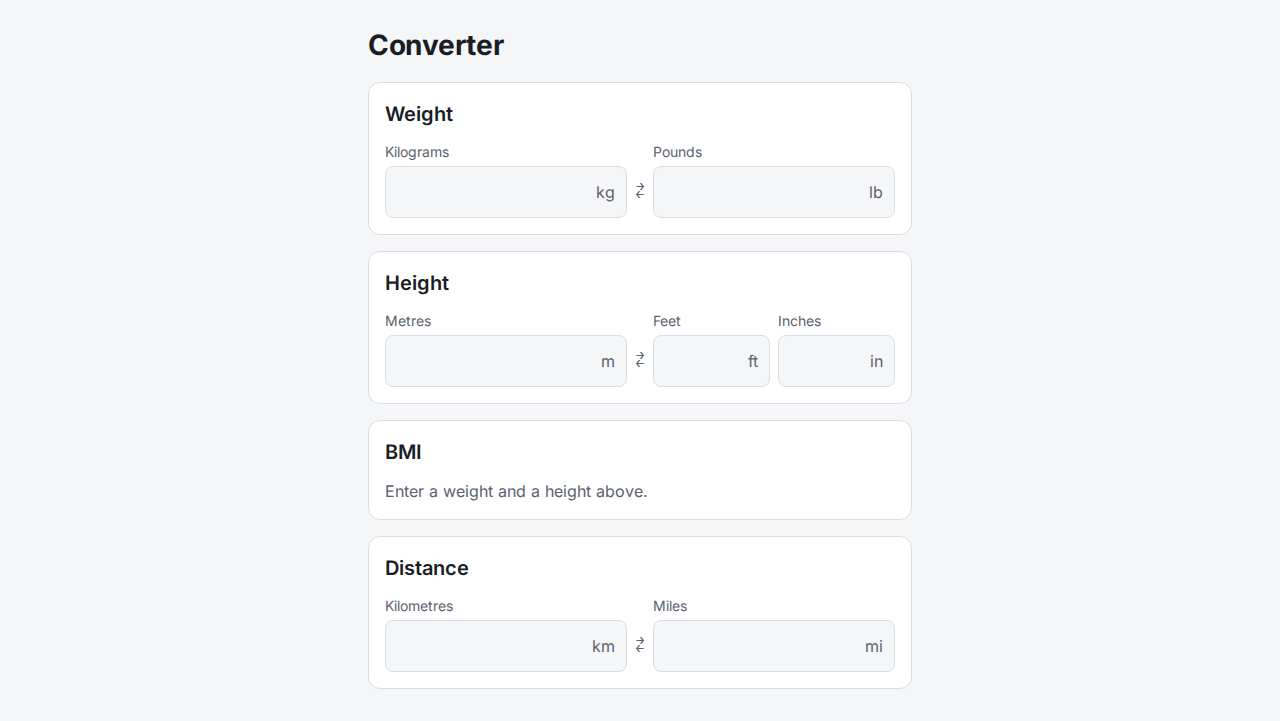 Converter
Weight
Kilograms Pounds
kg ⇄ lb
Height
Metres Feet Inches
m ⇄ ft in
BMI
Enter a weight and a height above.
Distance
Kilometres Miles
km ⇄ mi